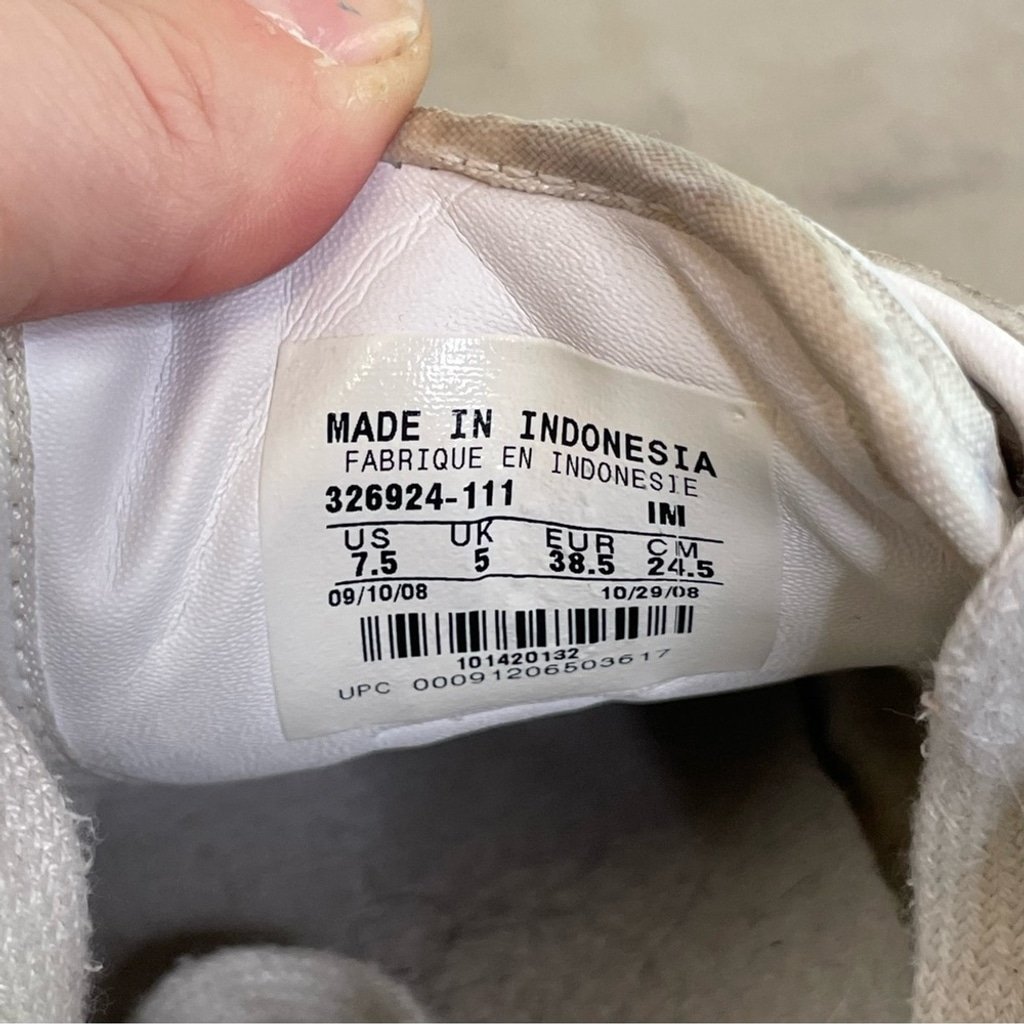 MADE IN INDONESIA
FABRIQUE EN INDONESIE
326924-111 IM
US UK EUR CM
7.5 5 38.5 24.5
09/10/08 10/29/08
101420132
UPC 00091206503617